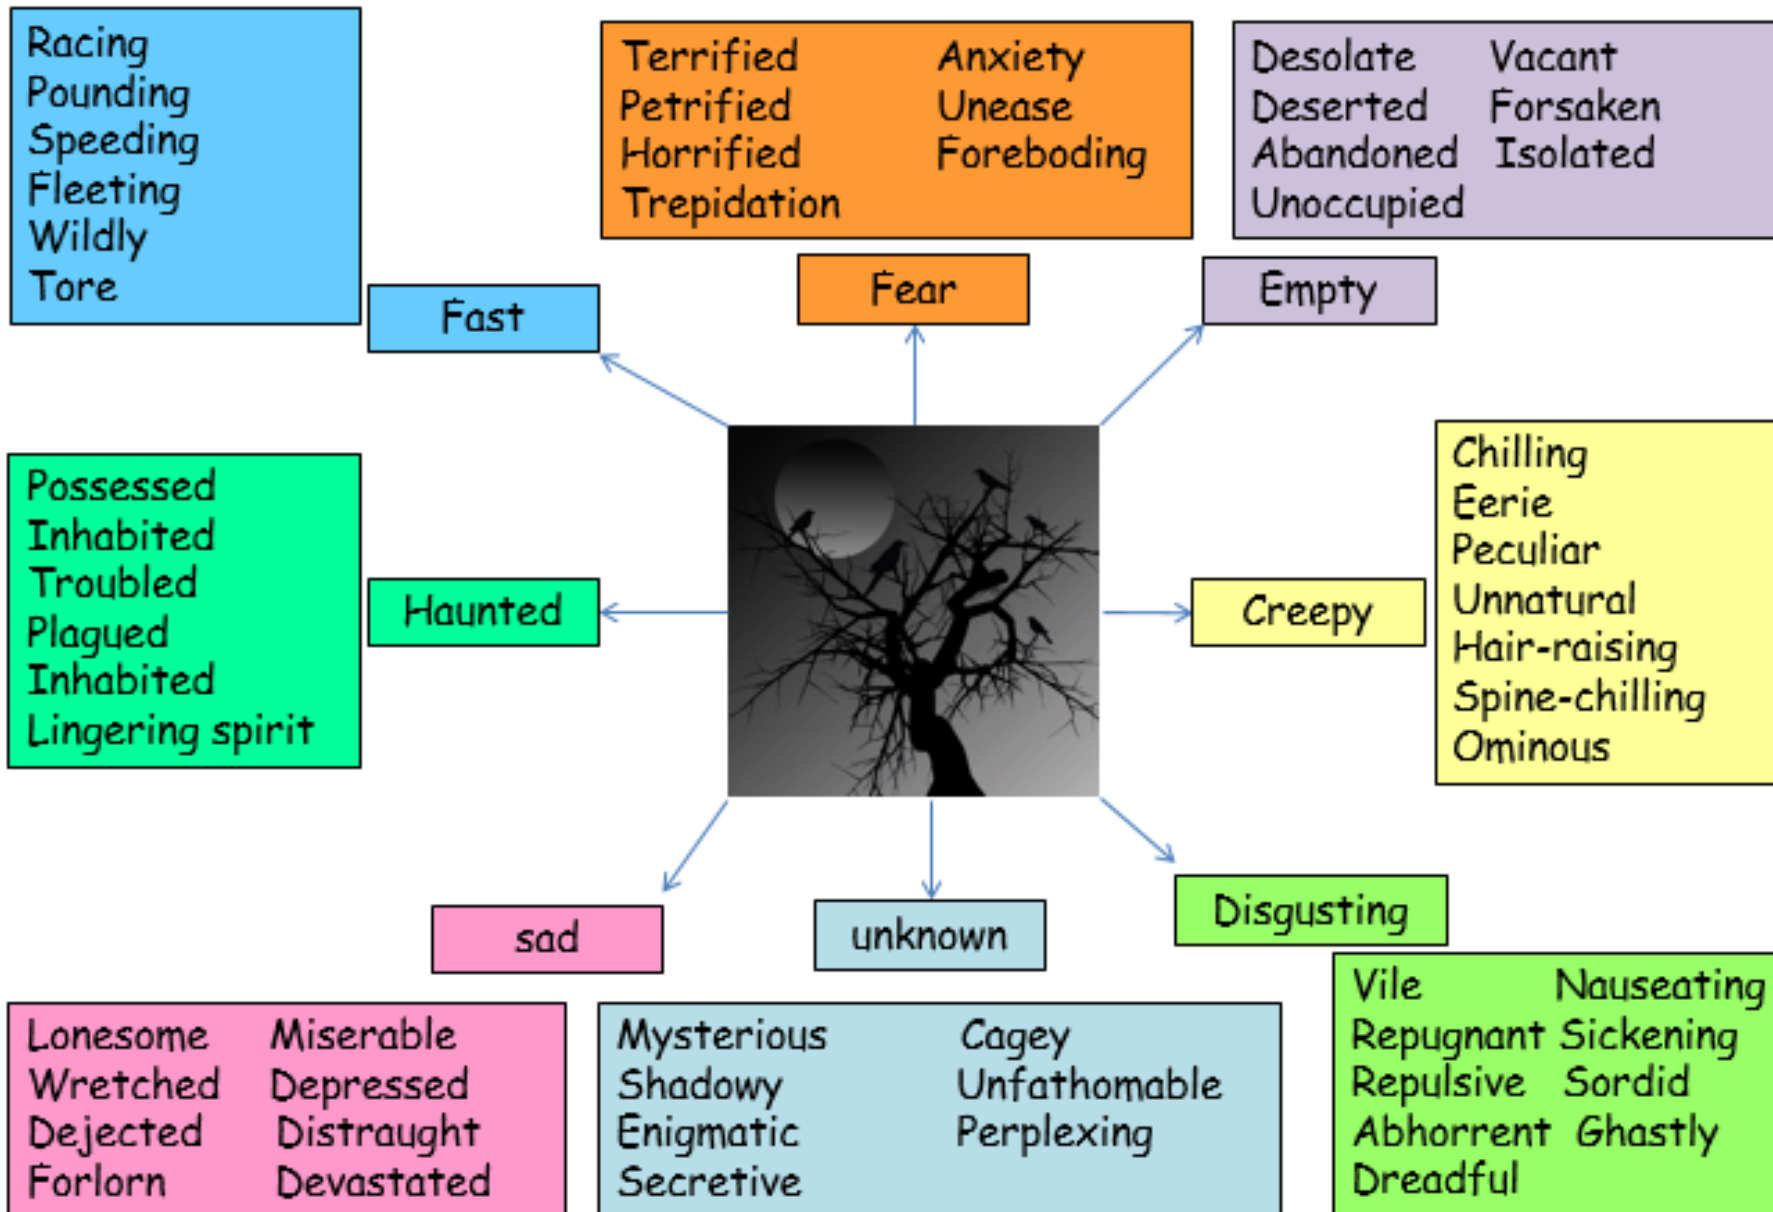 Racing
Pounding
Speeding
Fleeting
Wildly
Tore
Fast
Terrified Anxiety
Petrified Unease
Horrified Foreboding
Trepidation
Fear
Desolate Vacant
Deserted Forsaken
Abandoned Isolated
Unoccupied
Empty
Possessed
Inhabited
Troubled
Plagued
Inhabited
Lingering spirit
Haunted
Creepy
Chilling
Eerie
Peculiar
Unnatural
Hair-raising
Spine-chilling
Ominous
sad
Lonesome Miserable
Wretched Depressed
Dejected Distraught
Forlorn Devastated
unknown
Mysterious Cagey
Shadowy Unfathomable
Enigmatic Perplexing
Secretive
Disgusting
Vile Nauseating
Repugnant Sickening
Repulsive Sordid
Abhorrent Ghastly
Dreadful